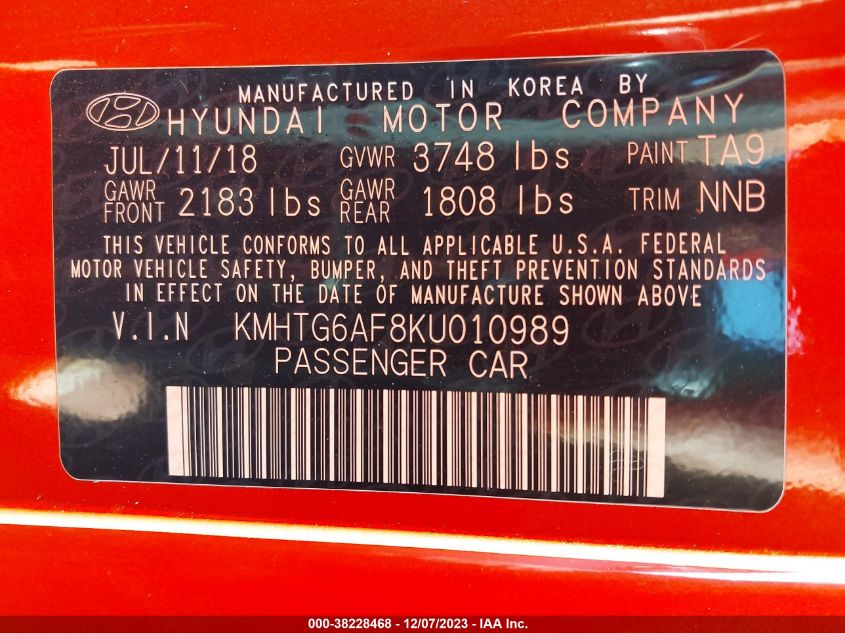 MANUFACTURED IN KOREA BY
HYUNDAI MOTOR COMPANY
JUL/11/18 GVWR 3748 lbs PAINT TA9
GAWR FRONT 2183 lbs GAWR REAR 1808 lbs TRIM NNB
THIS VEHICLE CONFORMS TO ALL APPLICABLE U.S.A. FEDERAL
MOTOR VEHICLE SAFETY, BUMPER, AND THEFT PREVENTION STANDARDS
IN EFFECT ON THE DATE OF MANUFACTURE SHOWN ABOVE
V.I.N KMHTG6AF8KU010989
PASSENGER CAR
000-38228468 - 12/07/2023 - IAA Inc.